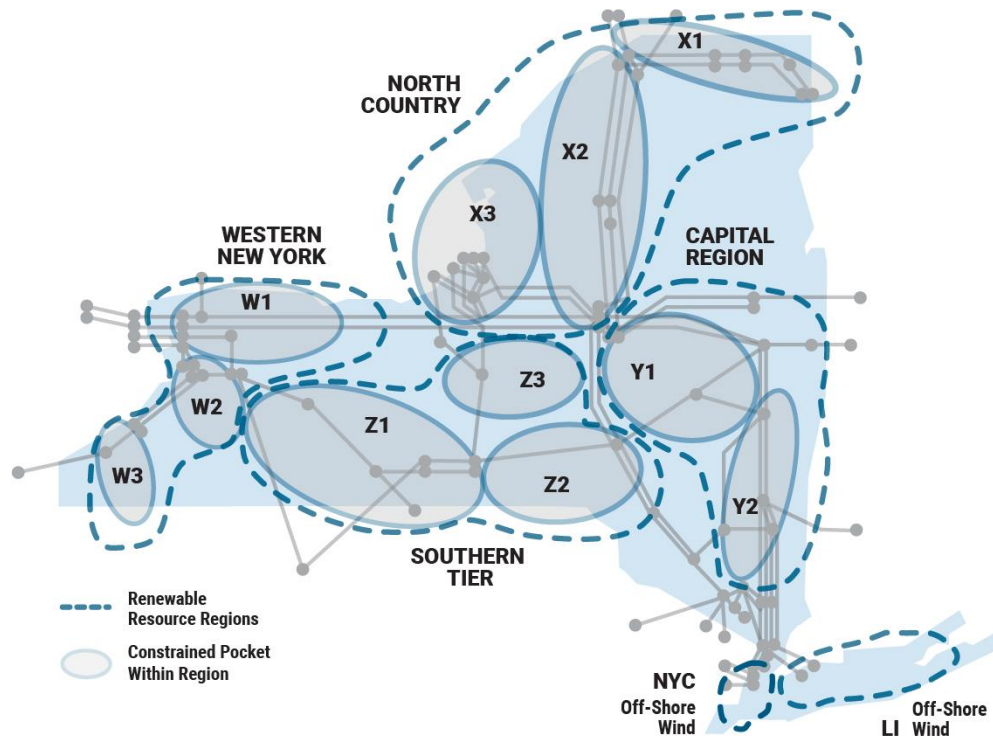 X1
NORTH
COUNTRY
X2
X3
WESTERN
NEW YORK
CAPITAL
REGION
W1
Y1
Z3
W2
Z1
W3
Z2
Y2
SOUTHERN
TIER
Renewable
Resource Regions
Constrained Pocket
Within Region
NYC
Off-Shore
Wind
LI Off-Shore
Wind